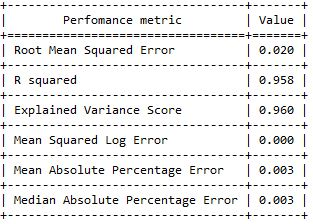 Perfomance metric | Value
Root Mean Squared Error | 0.020
R squared | 0.958
Explained Variance Score | 0.960
Mean Squared Log Error | 0.000
Mean Absolute Percentage Error | 0.003
Median Absolute Percentage Error | 0.003